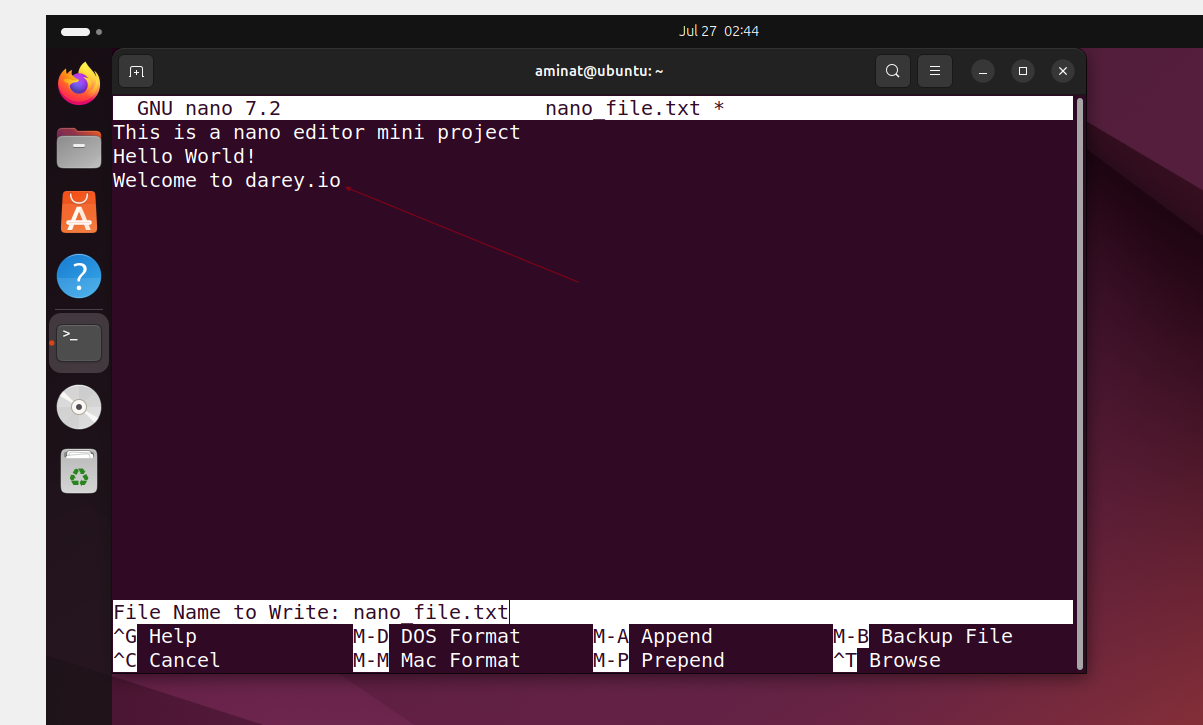 Jul 27 02:44
aminat@ubuntu: ~
GNU nano 7.2 nano_file.txt *
This is a nano editor mini project
Hello World!
Welcome to darey.io
File Name to Write: nano_file.txt
^G Help M-D DOS Format M-A Append M-B Backup File
^C Cancel M-M Mac Format M-P Prepend ^T Browse